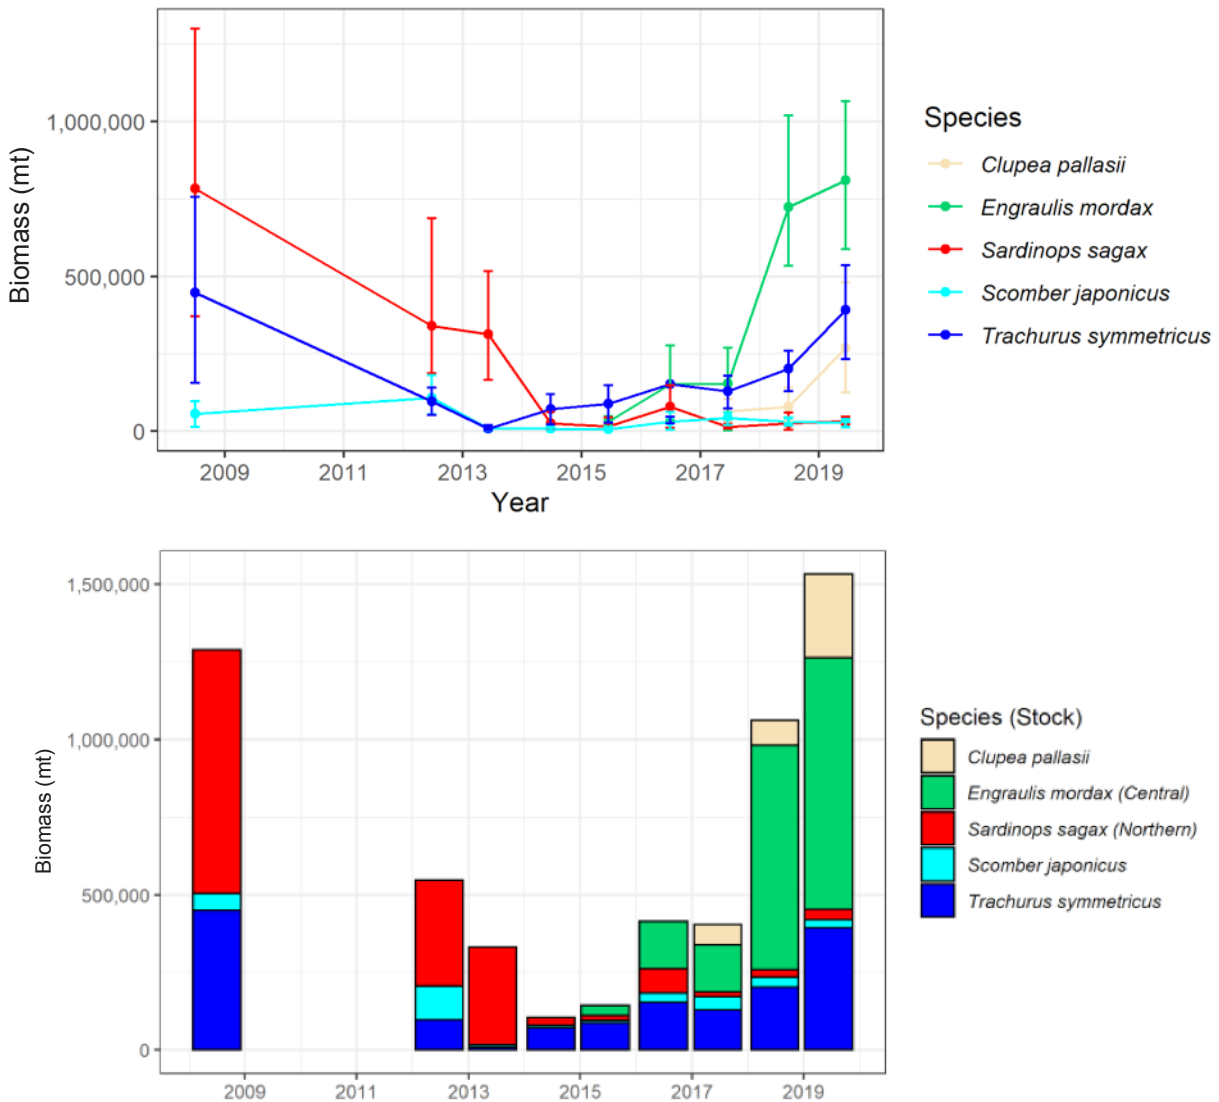 Biomass (mt)
1,000,000
500,000
0
2009 2011 2013 2015 2017 2019
Year
Species
Clupea pallasii
Engraulis mordax
Sardinops sagax
Scomber japonicus
Trachurus symmetricus
Biomass (mt)
1,500,000
1,000,000
500,000
0
2009 2011 2013 2015 2017 2019
Species (Stock)
Clupea pallasii
Engraulis mordax (Central)
Sardinops sagax (Northern)
Scomber japonicus
Trachurus symmetricus